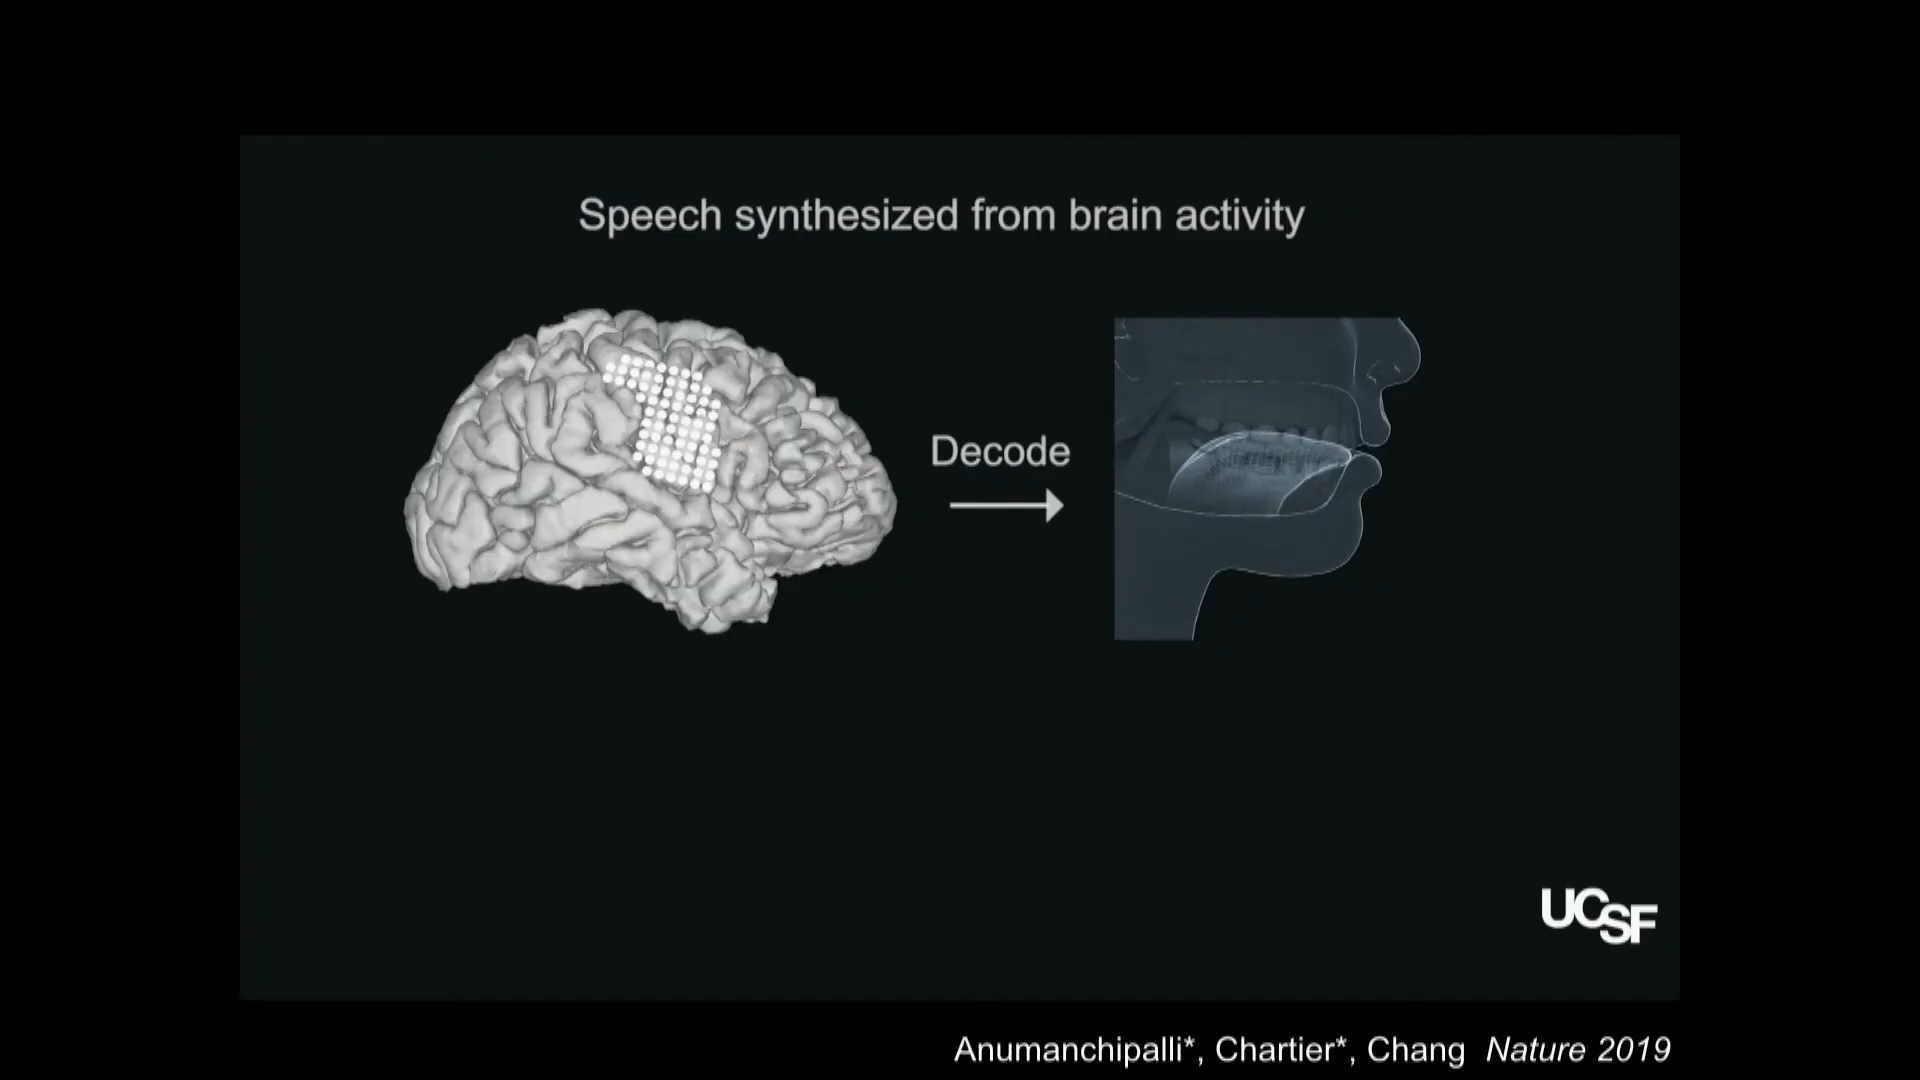 Speech synthesized from brain activity
Decode
UCSF
Anumanchipalli*, Chartier*, Chang Nature 2019